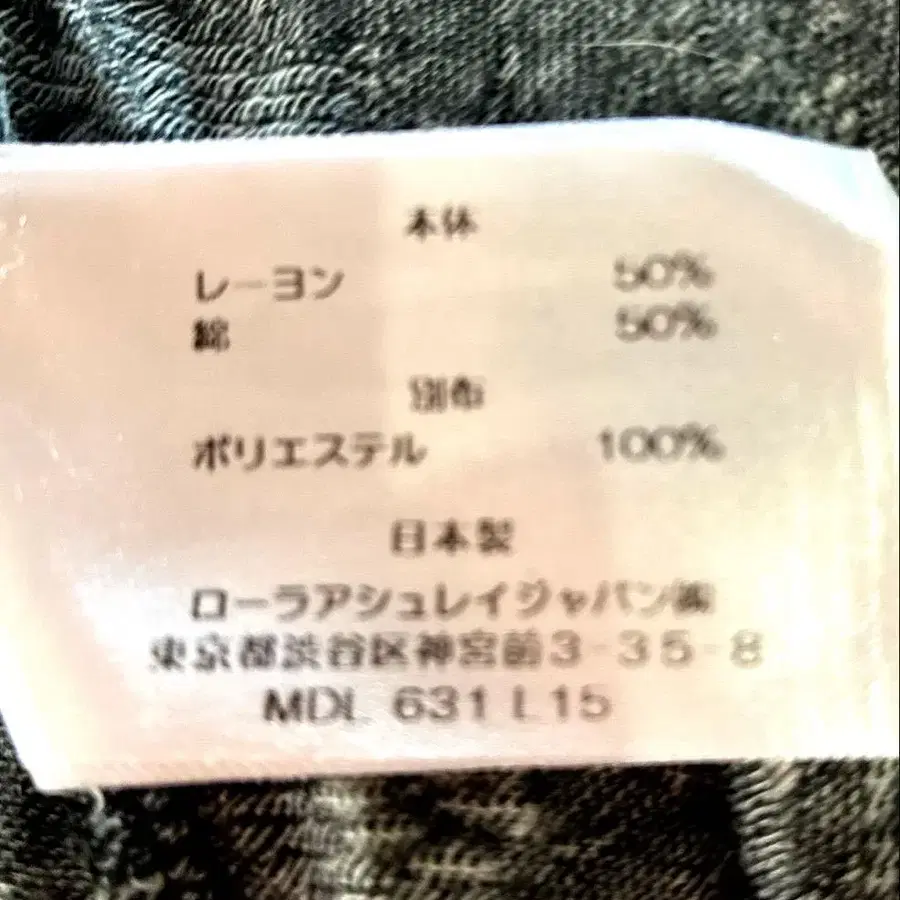 本体
レーヨン 50%
綿 50%
別布
ポリエステル 100%
日本製
ローラアシュレイジャパン㈱
東京都渋谷区神宮前3-35-8
MDL 631 L15